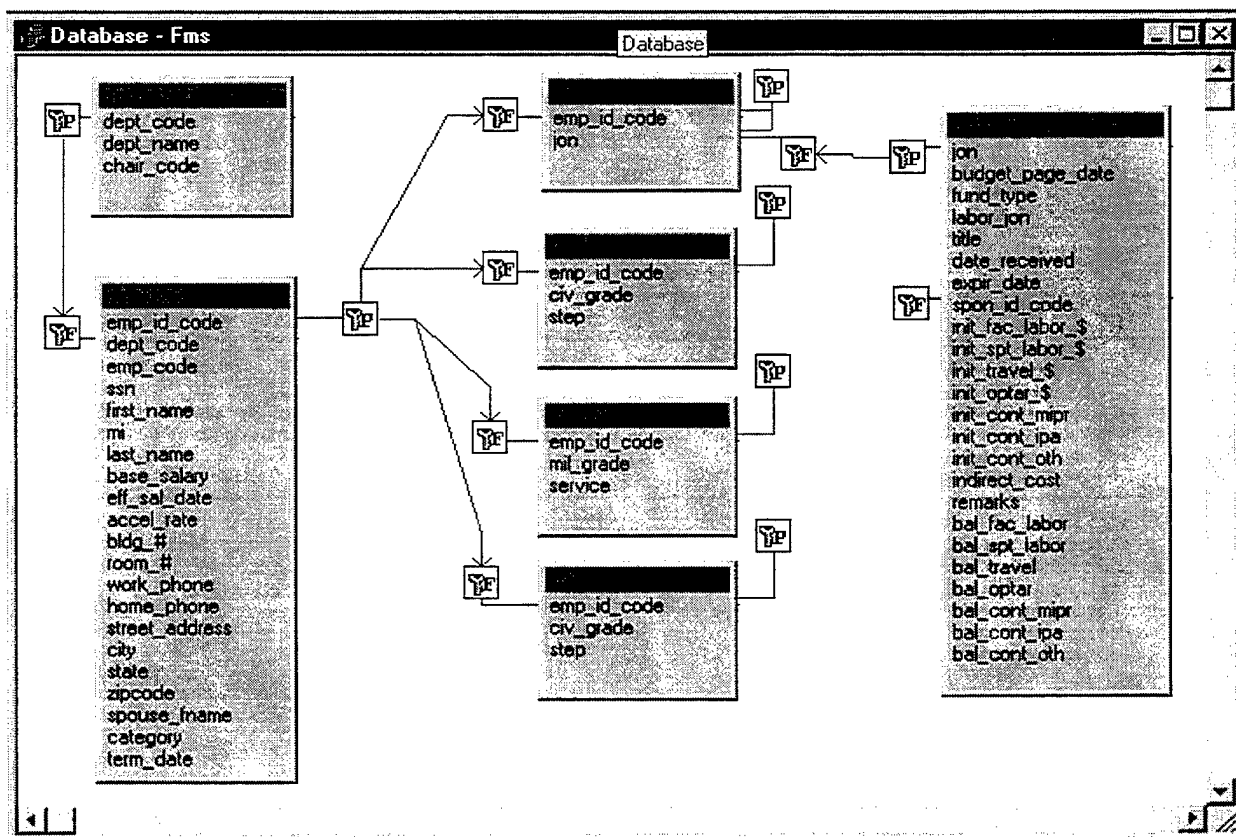 Database - Fms
Database
dept_code
dept_name
chair_code
emp_id_code
dept_code
emp_code
ssn
first_name
mi
last_name
base_salary
eff_sal_date
accel_rate
bldg_#
room_#
work_phone
home_phone
street_address
city
state
zipcode
spouse_fname
category
term_date
emp_id_code
jon
emp_id_code
civ_grade
step
emp_id_code
mil_grade
service
emp_id_code
civ_grade
step
jon
budget_page_date
fund_type
labor_jon
title
date_received
expir_date
spon_id_code
init_fac_labor_$
init_spt_labor_$
init_travel_$
init_optar_$
init_cont_mipr
init_cont_ipa
init_cont_oth
indirect_cost
remarks
bal_fac_labor
bal_spt_labor
bal_travel
bal_optar
bal_cont_mipr
bal_cont_ipa
bal_cont_oth
P
F
P
F
F
F
F
P
P
P
P
F
P
F